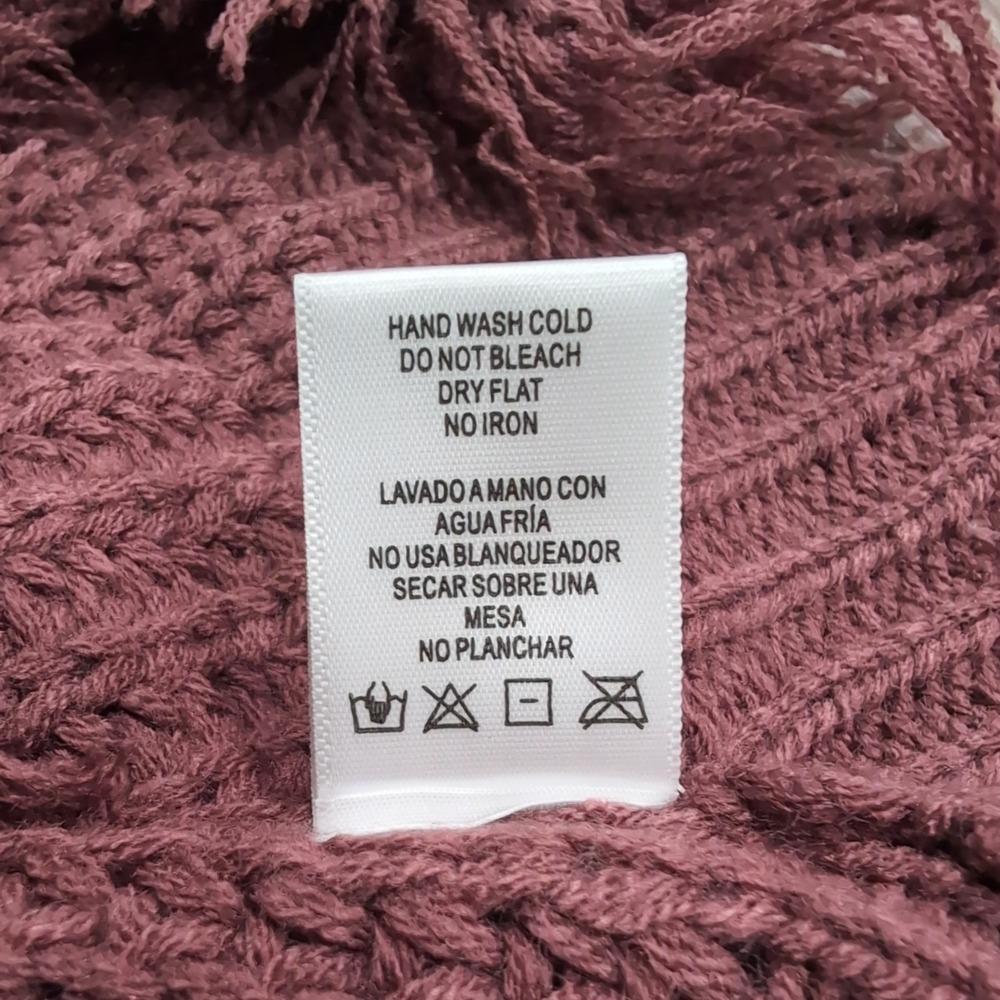 HAND WASH COLD
DO NOT BLEACH
DRY FLAT
NO IRON
LAVADO A MANO CON
AGUA FRÍA
NO USA BLANQUEADOR
SECAR SOBRE UNA
MESA
NO PLANCHAR